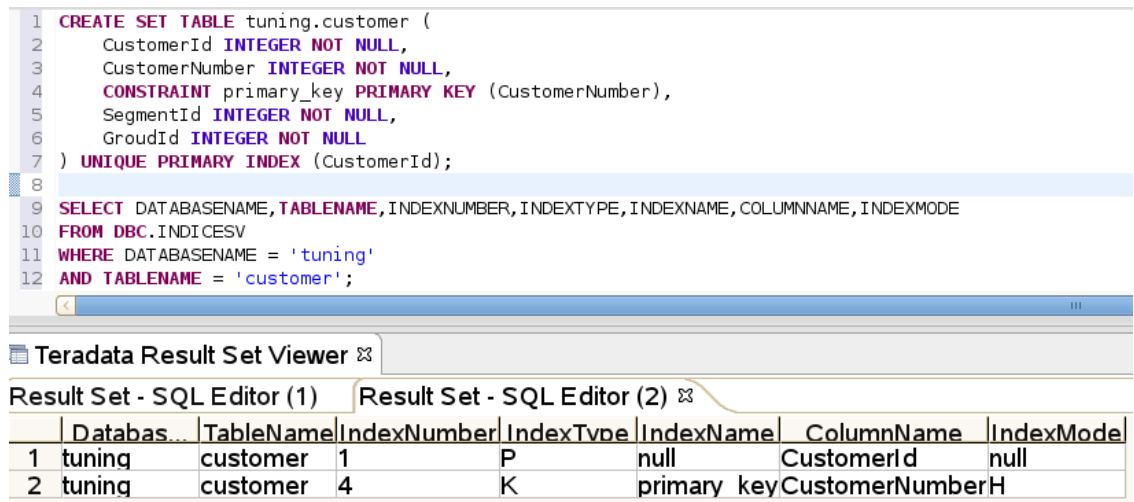 1 CREATE SET TABLE tuning.customer (
2 CustomerId INTEGER NOT NULL,
3 CustomerNumber INTEGER NOT NULL,
4 CONSTRAINT primary_key PRIMARY KEY (CustomerNumber),
5 SegmentId INTEGER NOT NULL,
6 GroudId INTEGER NOT NULL
7 ) UNIQUE PRIMARY INDEX (CustomerId);
8
9 SELECT DATABASENAME,TABLENAME,INDEXNUMBER,INDEXTYPE,INDEXNAME,COLUMNNAME,INDEXMODE
10 FROM DBC.INDICESV
11 WHERE DATABASENAME = 'tuning'
12 AND TABLENAME = 'customer';
Teradata Result Set Viewer
Result Set - SQL Editor (1) Result Set - SQL Editor (2)
Databas... TableName IndexNumber IndexType IndexName ColumnName IndexMode
1 tuning customer 1 P null CustomerId null
2 tuning customer 4 K primary_key CustomerNumber H